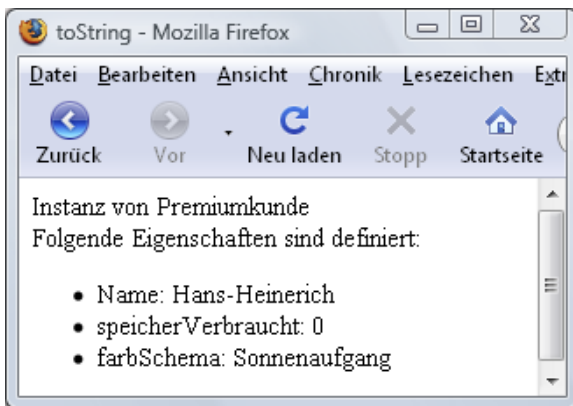 toString - Mozilla Firefox
Datei Bearbeiten Ansicht Chronik Lesezeichen Extr
Zurück Vor Neu laden Stopp Startseite
Instanz von Premiumkunde
Folgende Eigenschaften sind definiert:
• Name: Hans-Heinerich
• speicherVerbraucht: 0
• farbSchema: Sonnenaufgang